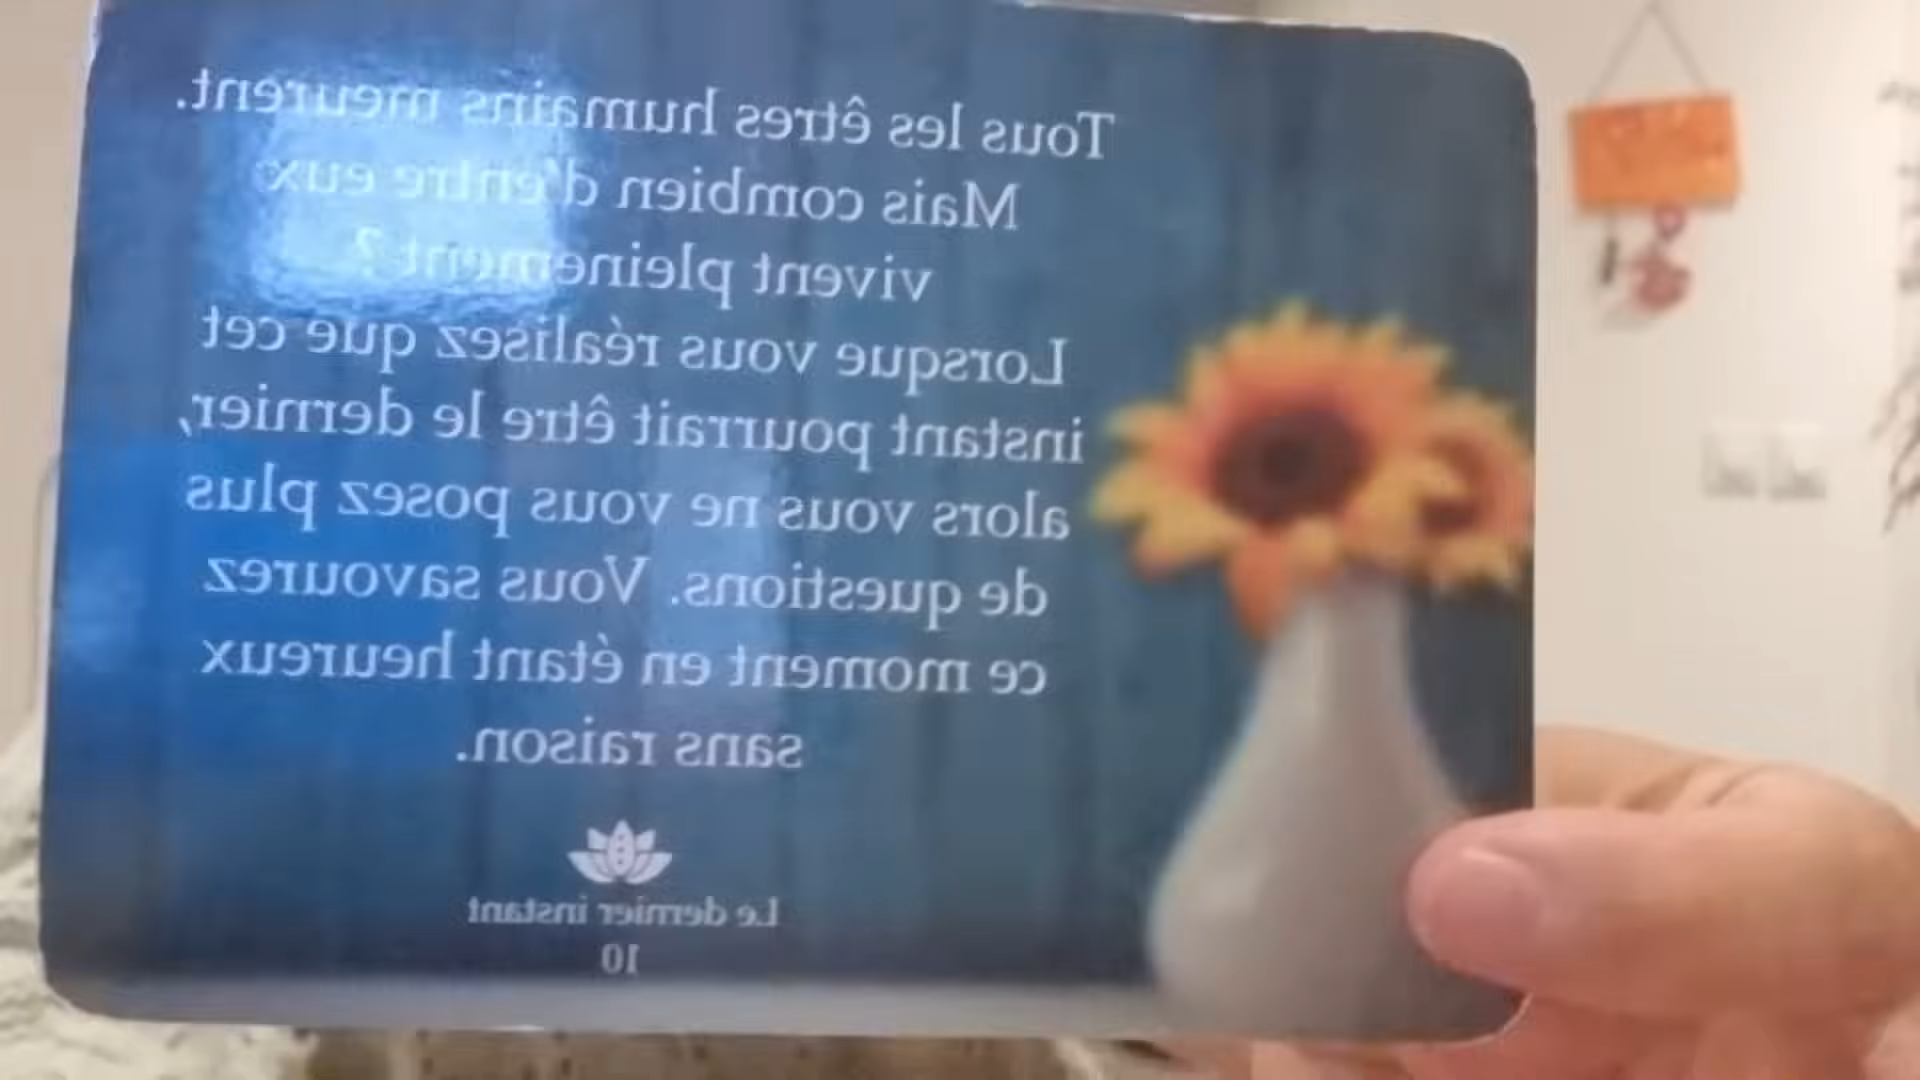 Tous les êtres humains meurent.
Mais combien d'entre eux
vivent pleinement ?
Lorsque vous réalisez que cet
instant pourrait être le dernier,
alors vous ne vous posez plus
de questions. Vous savourez
ce moment en étant heureux
sans raison.
Le dernier instant
10